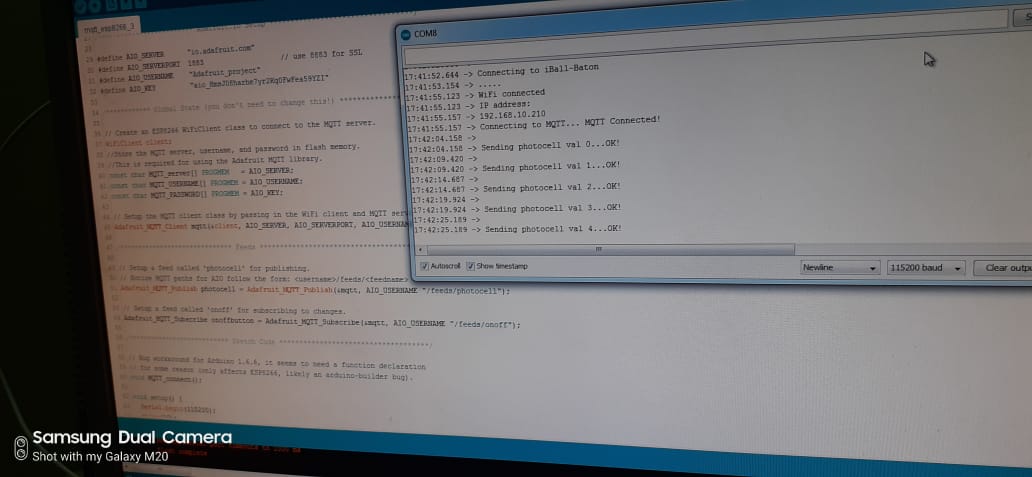 mqtt_esp8266_3
#define AIO_SERVER "io.adafruit.com"
#define AIO_SERVERPORT 1883 // use 8883 for SSL
#define AIO_USERNAME "Adafruit_project"
#define AIO_KEY
/************ Global State (you don't need to change this!) ***************
// Create an ESP8266 WiFiClient class to connect to the MQTT server.
WiFiClient client;
//Store the MQTT server, username, and password in flash memory.
//This is required for using the Adafruit MQTT library.
const char MQTT_SERVER[] PROGMEM = AIO_SERVER;
const char MQTT_USERNAME[] PROGMEM = AIO_USERNAME;
const char MQTT_PASSWORD[] PROGMEM = AIO_KEY;
// Setup the MQTT client class by passing in the WiFi client and MQTT ser
Adafruit_MQTT_Client mqtt(&client, AIO_SERVER, AIO_SERVERPORT, AIO_USERNAM
/**************************** Feeds ****************************
// Setup a feed called 'photocell' for publishing.
// Notice MQTT paths for AIO follow the form: <username>/feeds/<feedname>
Adafruit_MQTT_Publish photocell = Adafruit_MQTT_Publish(&mqtt, AIO_USERNAME "/feeds/photocell");
// Setup a feed called 'onoff' for subscribing to changes.
Adafruit_MQTT_Subscribe onoffbutton = Adafruit_MQTT_Subscribe(&mqtt, AIO_USERNAME "/feeds/onoff");
/*************************** Sketch Code ************************************/
// Bug workaround for Arduino 1.6.6, it seems to need a function declaration
// for some reason (only affects ESP8266, likely an arduino-builder bug).
void MQTT_connect();
void setup() {
Serial.begin(115200);
COM8
17:41:52.644 -> Connecting to iBall-Baton
17:41:53.154 -> .....
17:41:55.123 -> WiFi connected
17:41:55.123 -> IP address:
17:41:55.157 -> 192.168.10.210
17:41:55.157 -> Connecting to MQTT... MQTT Connected!
17:42:04.158 ->
17:42:04.158 -> Sending photocell val 0...OK!
17:42:09.420 ->
17:42:09.420 -> Sending photocell val 1...OK!
17:42:14.687 ->
17:42:14.687 -> Sending photocell val 2...OK!
17:42:19.924 ->
17:42:19.924 -> Sending photocell val 3...OK!
17:42:25.189 ->
17:42:25.189 -> Sending photocell val 4...OK!
Autoscroll Show timestamp Newline 115200 baud Clear outpu
Samsung Dual Camera
Shot with my Galaxy M20